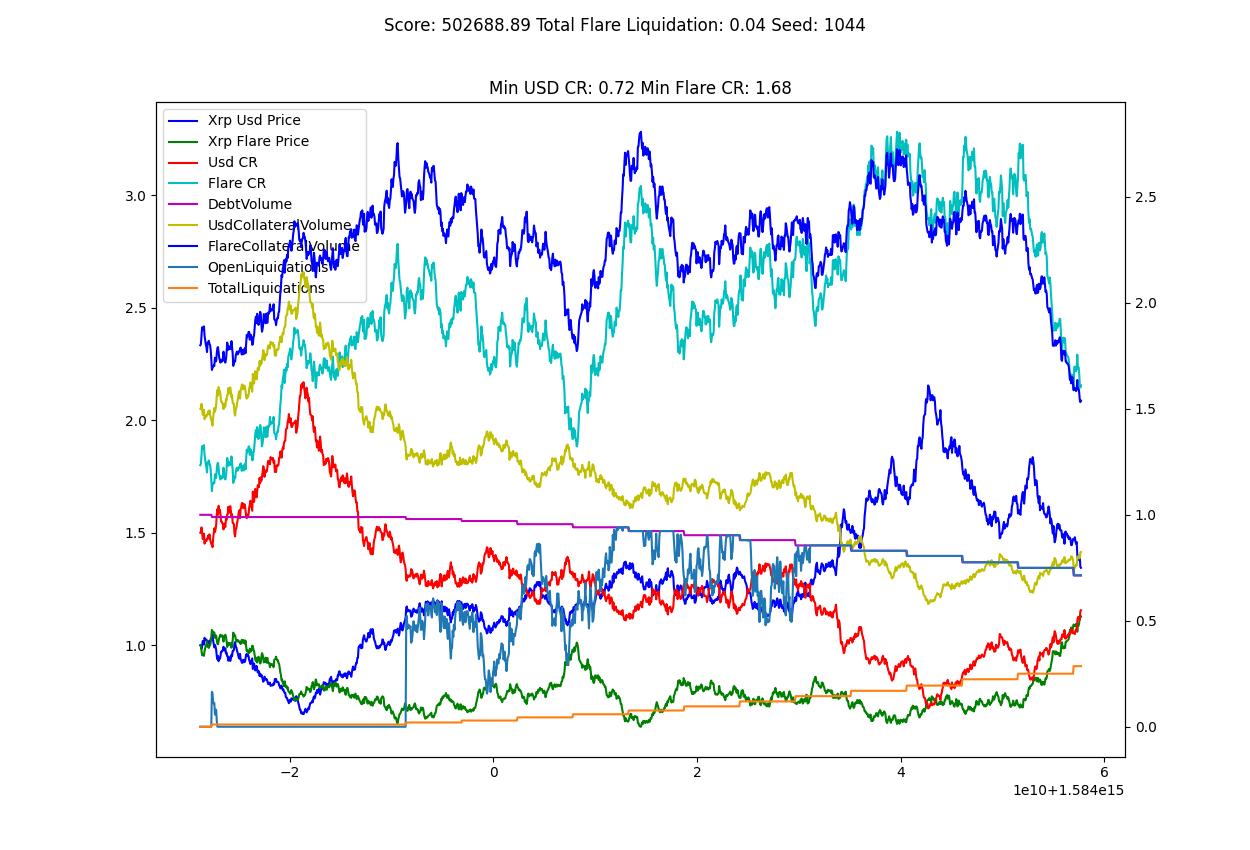 Score: 502688.89 Total Flare Liquidation: 0.04 Seed: 1044
Min USD CR: 0.72 Min Flare CR: 1.68
Xrp Usd Price
Xrp Flare Price
Usd CR
Flare CR
DebtVolume
UsdCollateralVolume
FlareCollateralVolume
OpenLiquidations
TotalLiquidations
3.0
2.5
2.0
1.5
1.0
2.5
2.0
1.5
1.0
0.5
0.0
−2
0
2
4
6
1e10+1.584e15